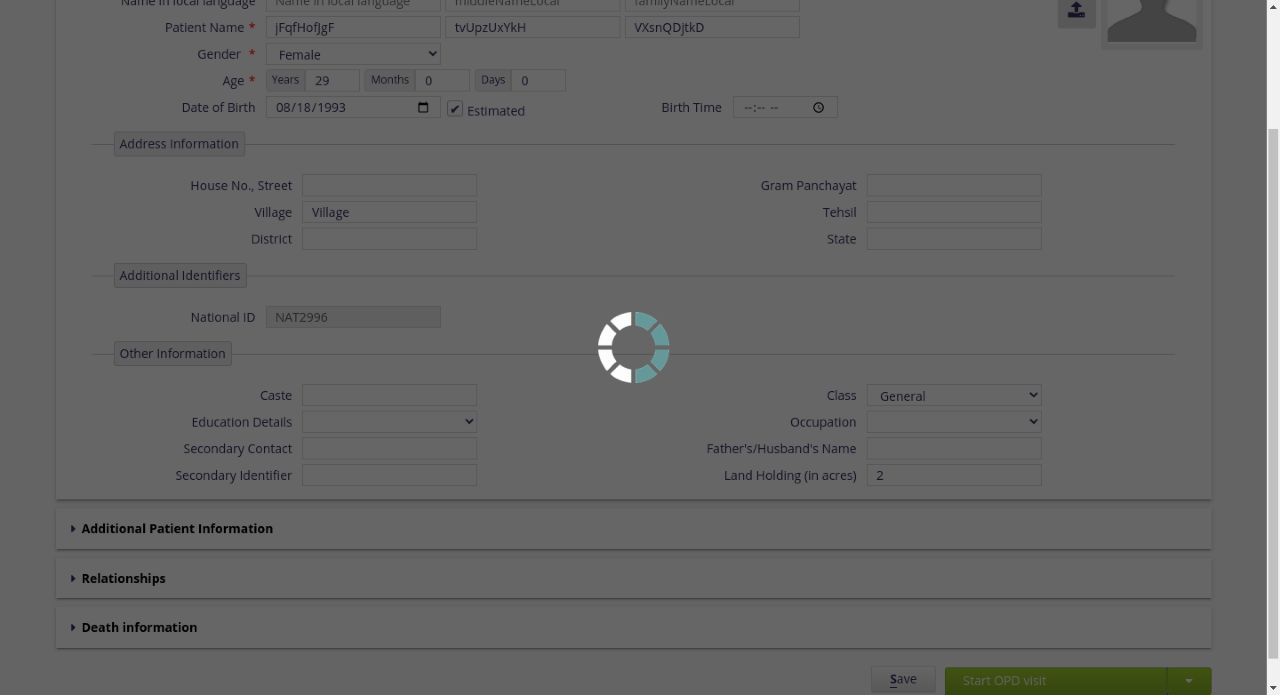 Name in local language Name in local language middleNameLocal familyNameLocal
Patient Name * jFqfHofJgF tvUpzUxYkH VXsnQDjtkD
Gender * Female
Age * Years 29 Months 0 Days 0
Date of Birth 08/18/1993 Estimated Birth Time --:-- --
Address Information
House No., Street Gram Panchayat
Village Village Tehsil
District State
Additional Identifiers
National ID NAT2996
Other Information
Caste Class General
Education Details Occupation
Secondary Contact Father's/Husband's Name
Secondary Identifier Land Holding (in acres) 2
Additional Patient Information
Relationships
Death information
Save Start OPD visit